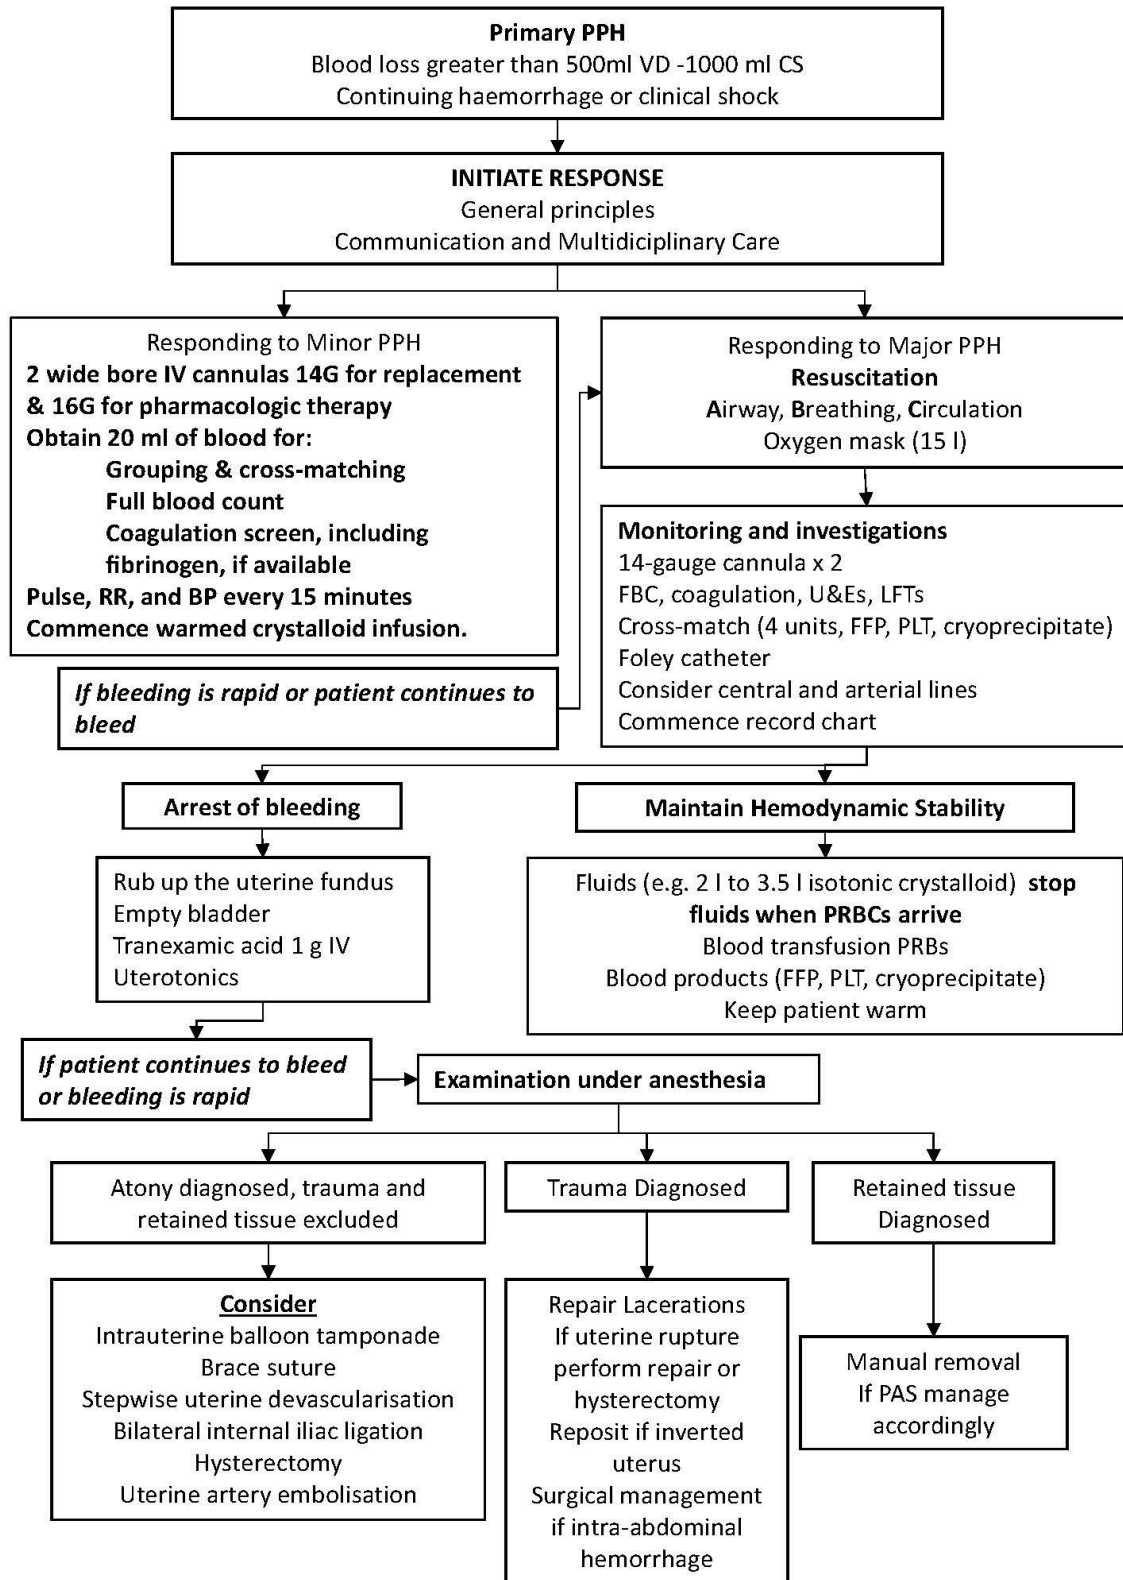 Primary PPH
Blood loss greater than 500ml VD -1000 ml CS
Continuing haemorrhage or clinical shock
INITIATE RESPONSE
General principles
Communication and Multidiciplinary Care
Responding to Minor PPH
2 wide bore IV cannulas 14G for replacement
& 16G for pharmacologic therapy
Obtain 20 ml of blood for:
Grouping & cross-matching
Full blood count
Coagulation screen, including
fibrinogen, if available
Pulse, RR, and BP every 15 minutes
Commence warmed crystalloid infusion.
If bleeding is rapid or patient continues to
bleed
Responding to Major PPH
Resuscitation
Airway, Breathing, Circulation
Oxygen mask (15 l)
Monitoring and investigations
14-gauge cannula x 2
FBC, coagulation, U&Es, LFTs
Cross-match (4 units, FFP, PLT, cryoprecipitate)
Foley catheter
Consider central and arterial lines
Commence record chart
Arrest of bleeding
Rub up the uterine fundus
Empty bladder
Tranexamic acid 1 g IV
Uterotonics
Maintain Hemodynamic Stability
Fluids (e.g. 2 l to 3.5 l isotonic crystalloid) stop
fluids when PRBCs arrive
Blood transfusion PRBs
Blood products (FFP, PLT, cryoprecipitate)
Keep patient warm
If patient continues to bleed
or bleeding is rapid
Examination under anesthesia
Atony diagnosed, trauma and
retained tissue excluded
Consider
Intrauterine balloon tamponade
Brace suture
Stepwise uterine devascularisation
Bilateral internal iliac ligation
Hysterectomy
Uterine artery embolisation
Trauma Diagnosed
Repair Lacerations
If uterine rupture
perform repair or
hysterectomy
Reposit if inverted
uterus
Surgical management
if intra-abdominal
hemorrhage
Retained tissue
Diagnosed
Manual removal
If PAS manage
accordingly